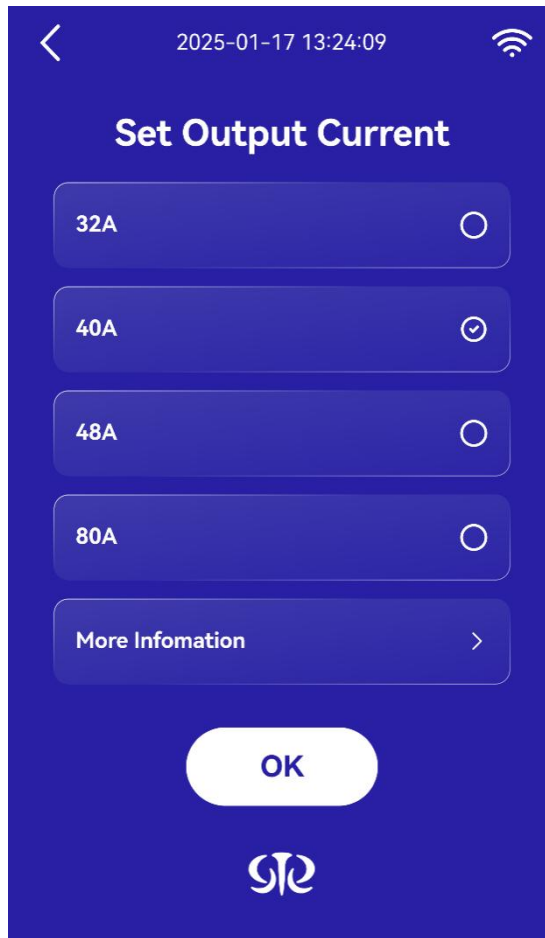 2025-01-17 13:24:09
Set Output Current
32A
40A
48A
80A
More Infomation
OK